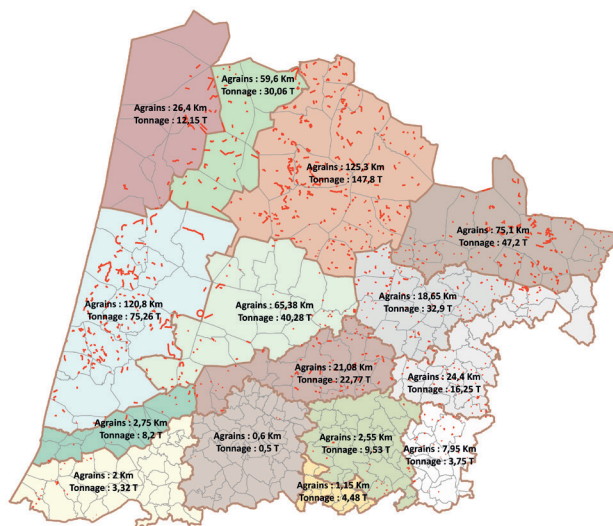 Agrains : 59,6 Km
Tonnage : 30,06 T
Agrains : 26,4 Km
Tonnage : 12,15 T
Agrains : 125,3 Km
Tonnage : 147,8 T
Agrains : 75,1 Km
Tonnage : 47,2 T
Agrains : 120,8 Km
Tonnage : 75,26 T
Agrains : 65,38 Km
Tonnage : 40,28 T
Agrains : 18,65 Km
Tonnage : 32,9 T
Agrains : 21,08 Km
Tonnage : 22,77 T
Agrains : 24,4 Km
Tonnage : 16,25 T
Agrains : 2,75 Km
Tonnage : 8,2 T
Agrains : 0,6 Km
Tonnage : 0,5 T
Agrains : 2,55 Km
Tonnage : 9,53 T
Agrains : 7,95 Km
Tonnage : 3,75 T
Agrains : 2 Km
Tonnage : 3,32 T
Agrains : 1,15 Km
Tonnage : 4,48 T